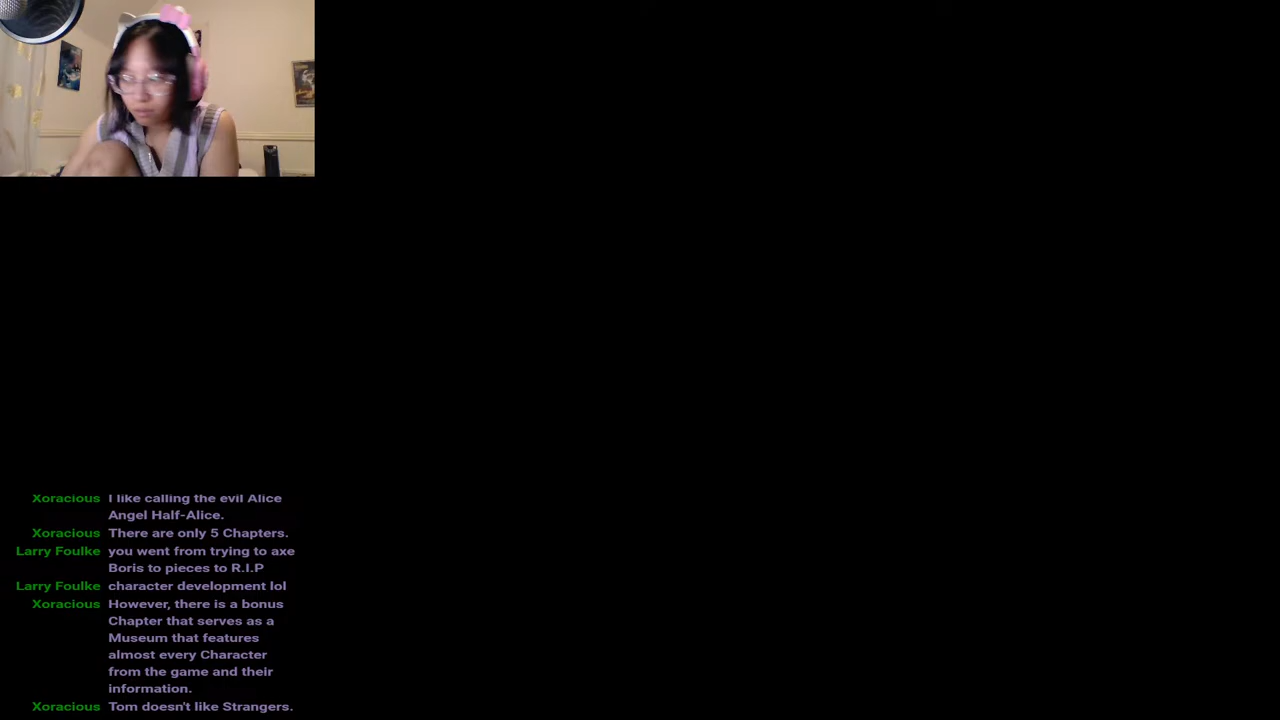 Xoracious I like calling the evil Alice
Angel Half-Alice.
Xoracious There are only 5 Chapters.
Larry Foulke you went from trying to axe
Boris to pieces to R.I.P
Larry Foulke character development lol
Xoracious However, there is a bonus
Chapter that serves as a
Museum that features
almost every Character
from the game and their
information.
Xoracious Tom doesn't like Strangers.